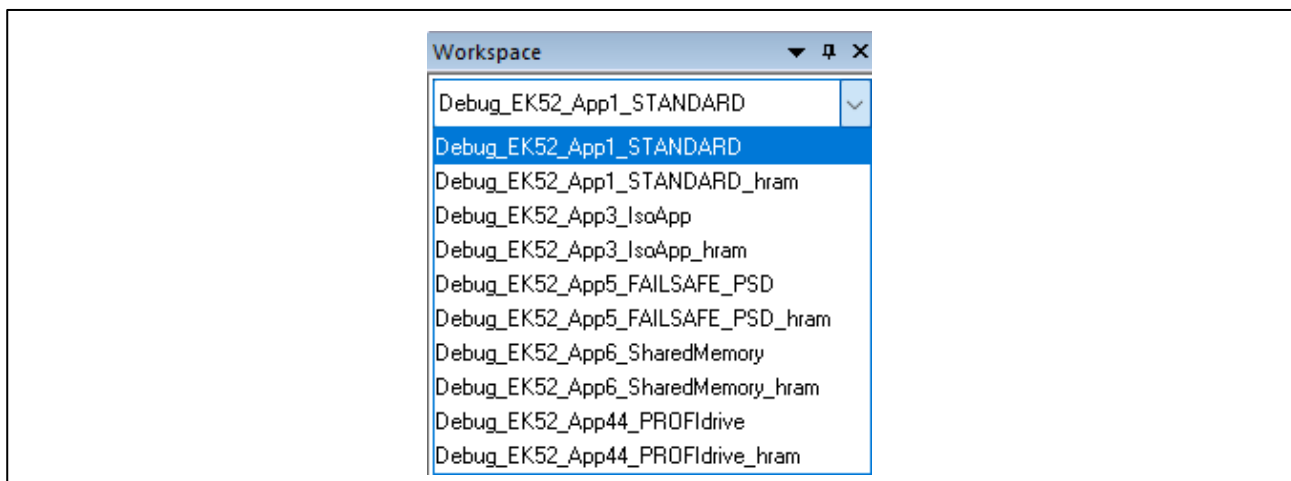 Workspace
Debug_EK52_App1_STANDARD
Debug_EK52_App1_STANDARD
Debug_EK52_App1_STANDARD_hram
Debug_EK52_App3_IsoApp
Debug_EK52_App3_IsoApp_hram
Debug_EK52_App5_FAILSAFE_PSD
Debug_EK52_App5_FAILSAFE_PSD_hram
Debug_EK52_App6_SharedMemory
Debug_EK52_App6_SharedMemory_hram
Debug_EK52_App44_PROFIdrive
Debug_EK52_App44_PROFIdrive_hram